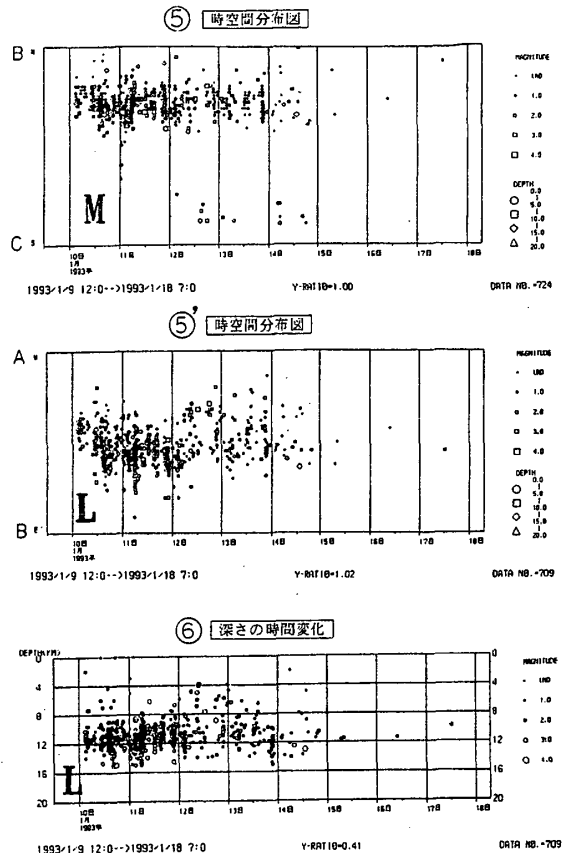 ⑤ 時空間分布図
B N
MAGNITUDE
UND
1.0
2.0
3.0
4.0
DEPTH
0.0
5.0
10.0
15.0
20.0
M
C S
10日 11日 12日 13日 14日 15日 16日 17日 18日
1月
1993年
1993/1/9 12:0-->1993/1/18 7:0 Y-RATIO=1.00 DATA NO.=724
⑤' 時空間分布図
A
MAGNITUDE
UND
1.0
2.0
3.0
4.0
DEPTH
0.0
5.0
10.0
15.0
20.0
L
B
10日 11日 12日 13日 14日 15日 16日 17日 18日
1月
1993年
1993/1/9 12:0-->1993/1/18 7:0 Y-RATIO=1.02 DATA NO.=709
⑥ 深さの時間変化
DEPTH(KM)
0 0
4 4
8 8
12 12
16 16
20 20
MAGNITUDE
UND
1.0
2.0
3.0
4.0
L
10日 11日 12日 13日 14日 15日 16日 17日 18日
1月
1993年
1993/1/9 12:0-->1993/1/18 7:0 Y-RATIO=0.41 DATA NO.=709